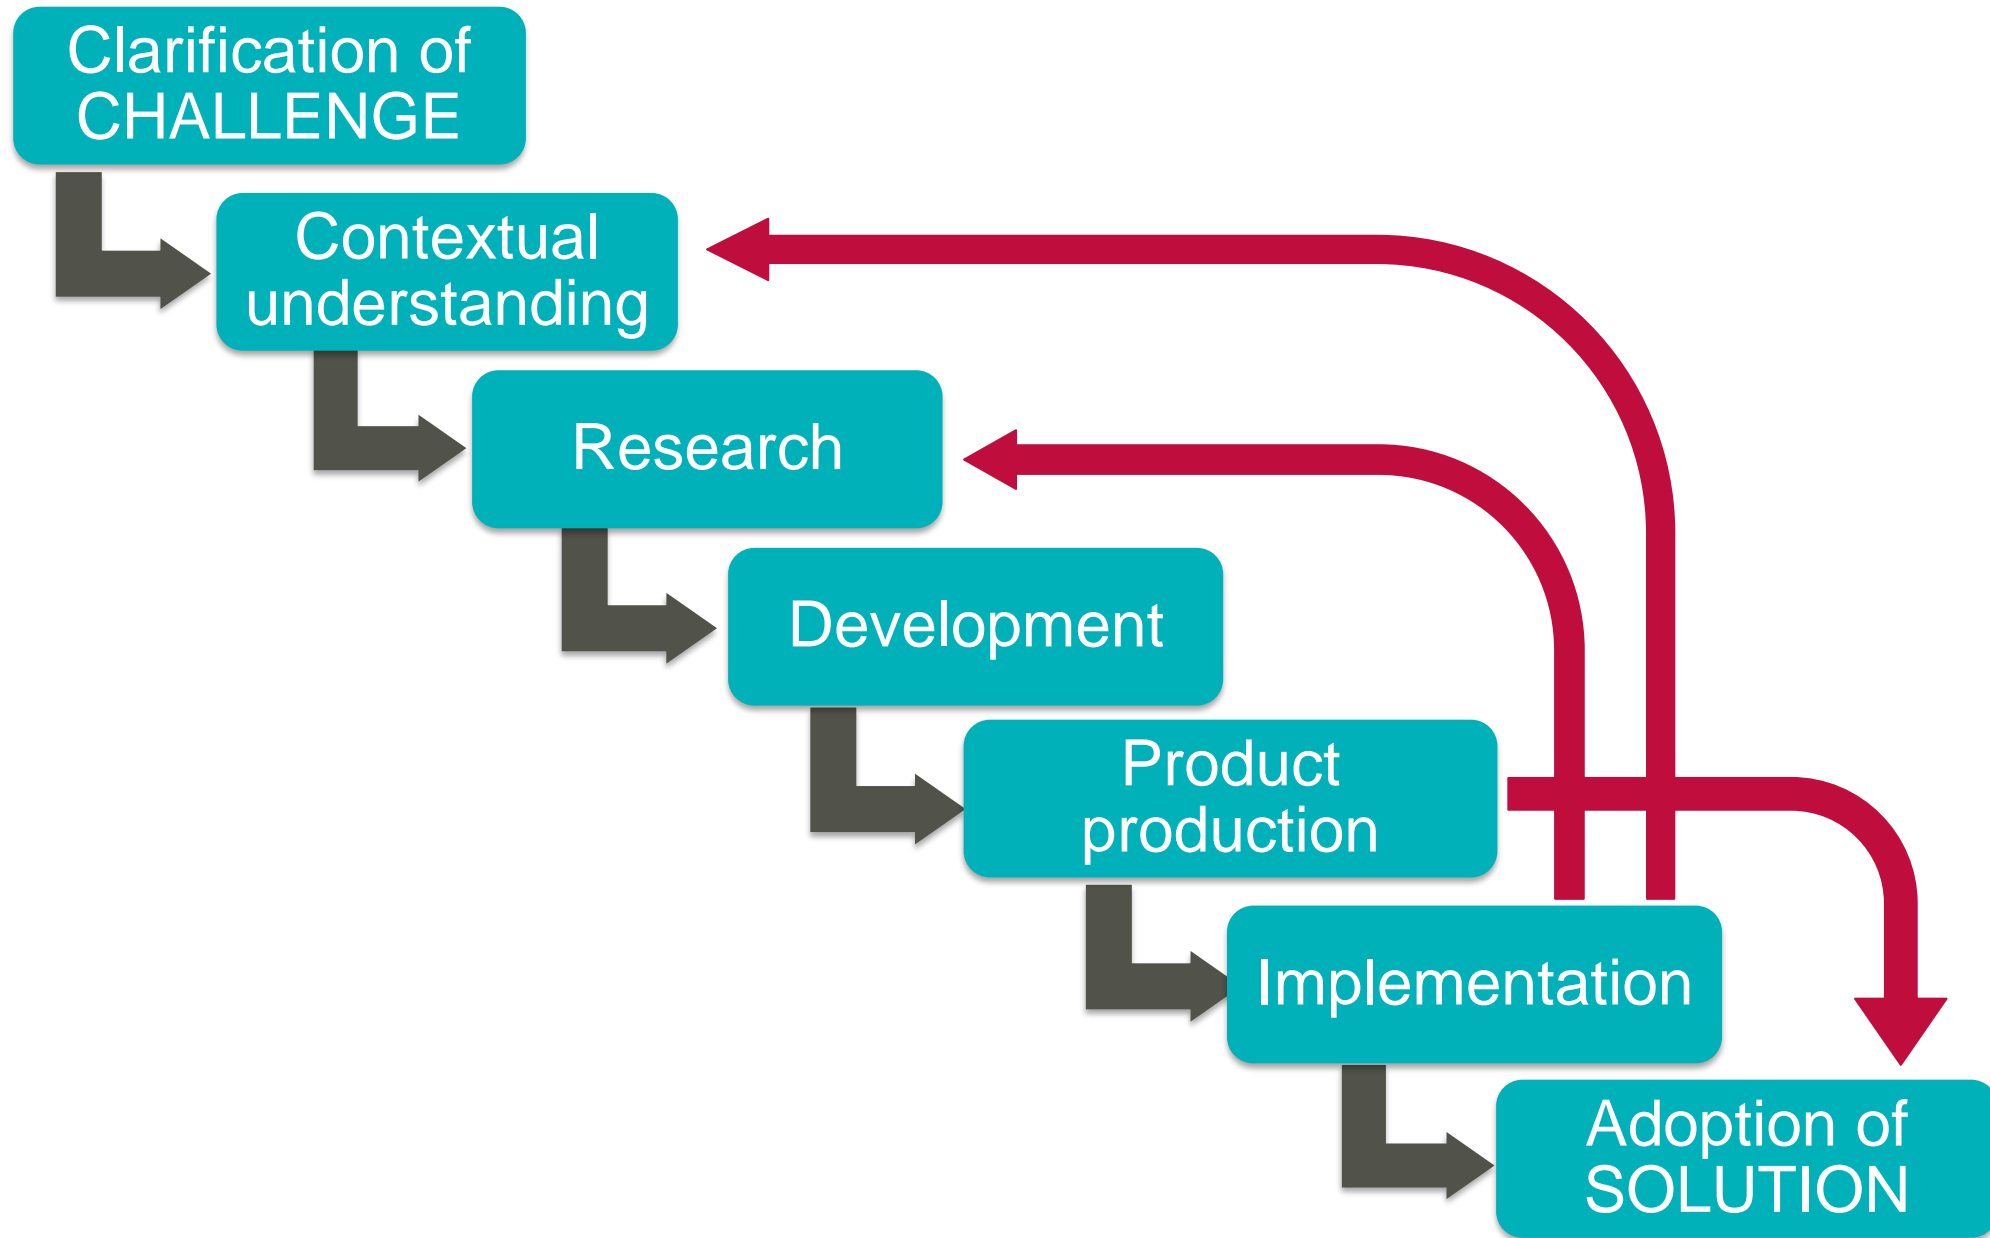 Clarification of
CHALLENGE
Contextual
understanding
Research
Development
Product
production
Implementation
Adoption of
SOLUTION